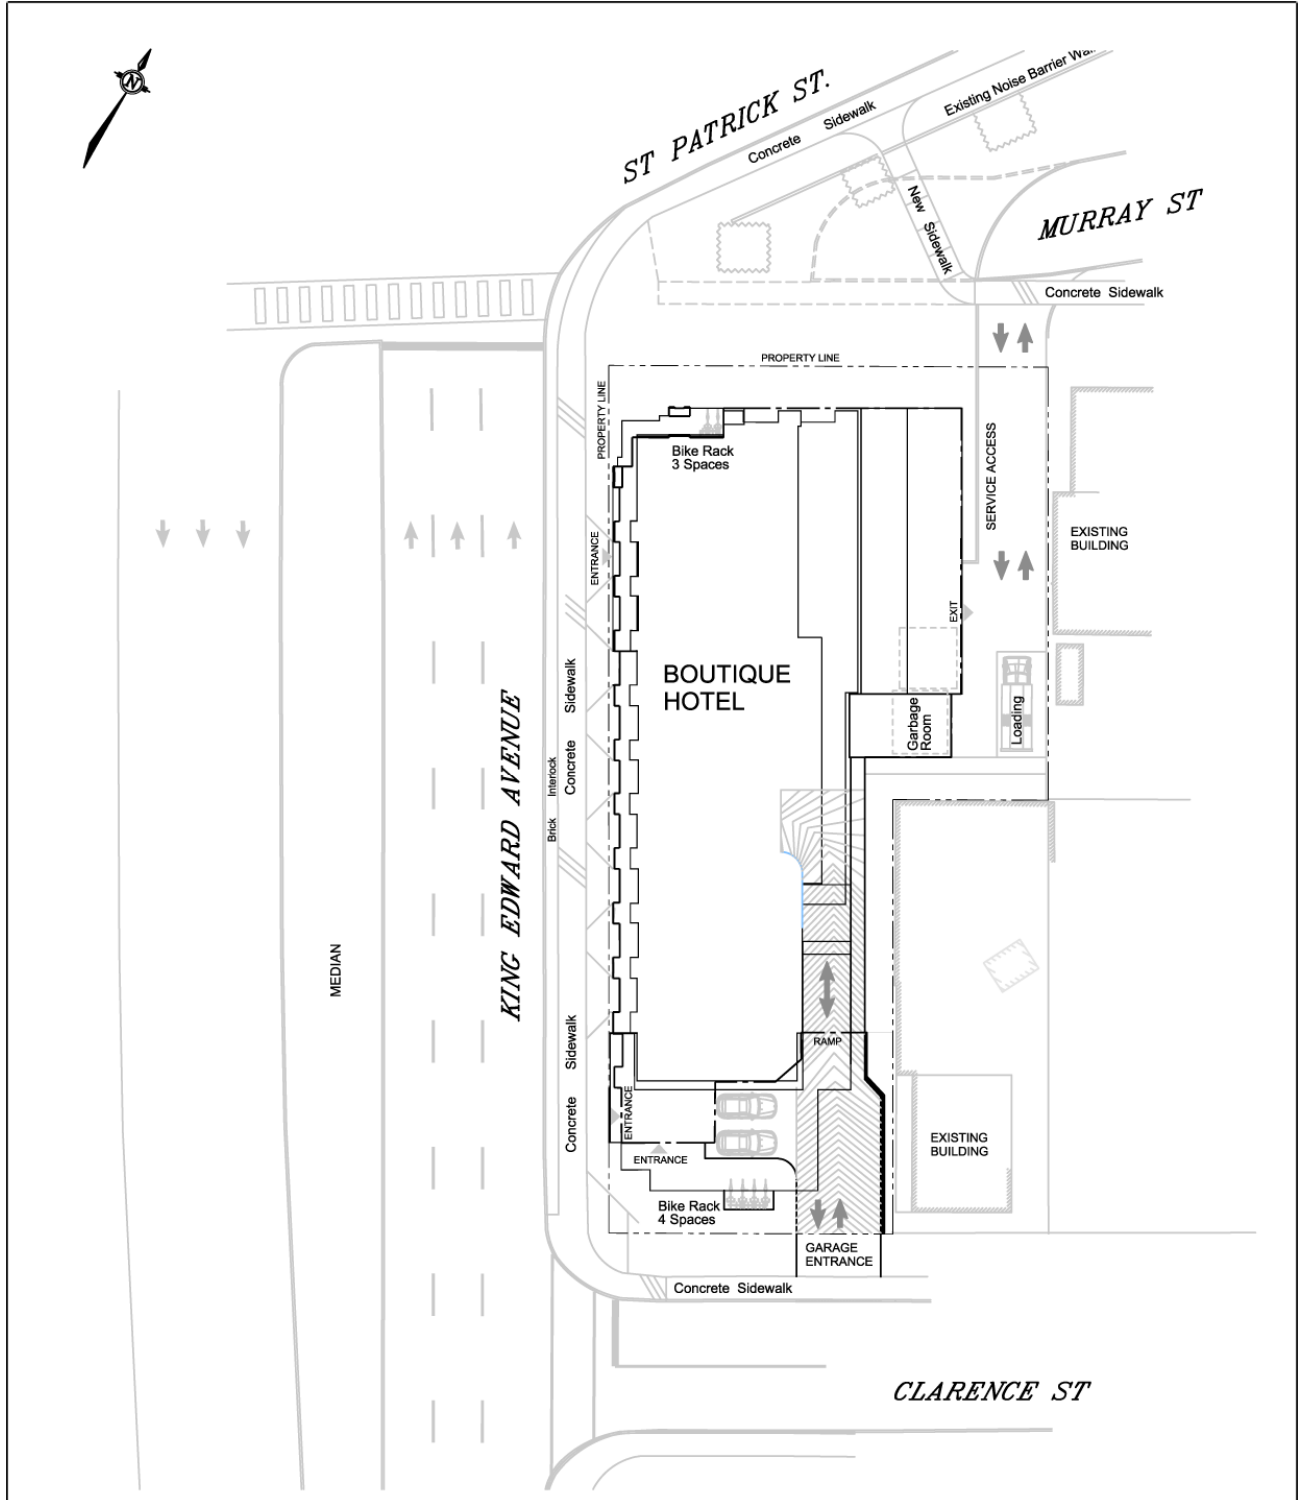 N
ST PATRICK ST.
Concrete Sidewalk
Existing Noise Barrier
New Sidewalk
MURRAY ST
Concrete Sidewalk
PROPERTY LINE
PROPERTY LINE
Bike Rack
3 Spaces
SERVICE ACCESS
EXISTING
BUILDING
ENTRANCE
EXIT
BOUTIQUE
HOTEL
Garbage
Room
Loading
KING EDWARD AVENUE
Concrete Sidewalk
Brick Interlock
MEDIAN
Concrete Sidewalk
RAMP
ENTRANCE
ENTRANCE
EXISTING
BUILDING
Bike Rack
4 Spaces
GARAGE
ENTRANCE
Concrete Sidewalk
CLARENCE ST